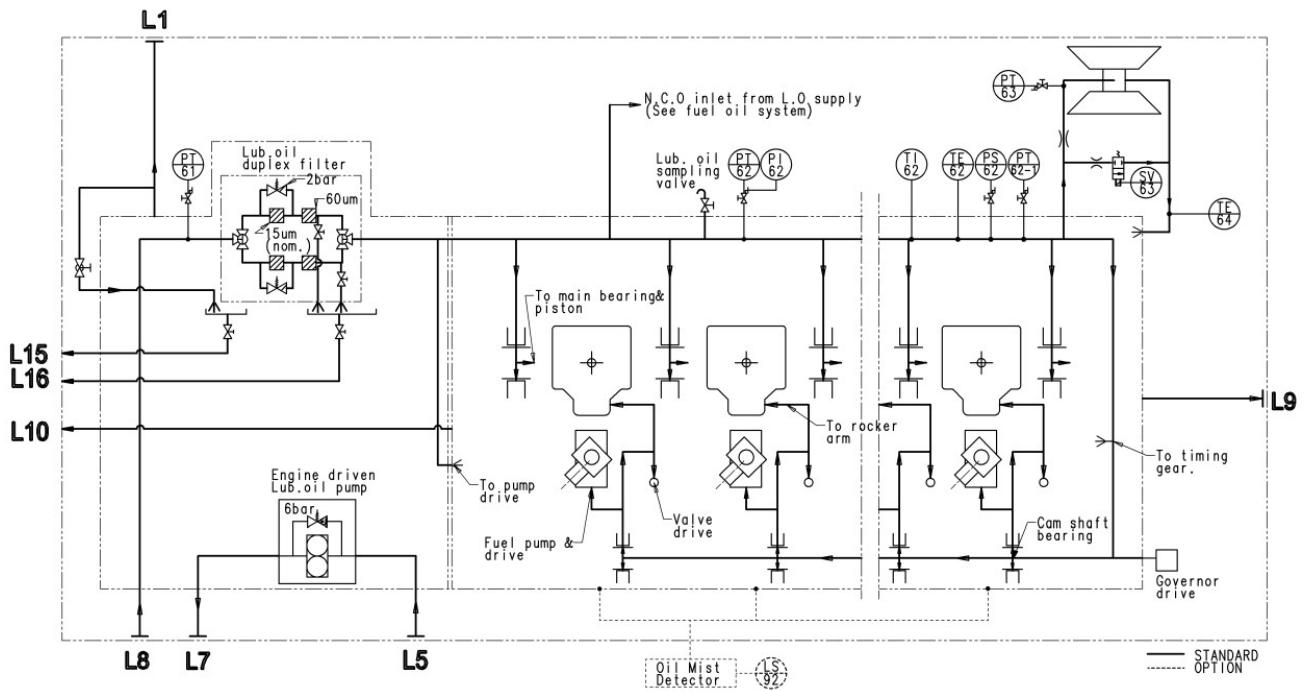 L1
N.C.O inlet from L.O supply
(See fuel oil system)
PT
63
PT
61
Lub.oil
duplex filter
2bar
60um
15um
(nom.)
Lub. oil
sampling
valve
PT
62
PI
62
TI
62
TE
62
PS
62
PT
62-1
SV
63
TE
64
To main bearing&
piston
L15
L16
L10
L9
To rocker
arm
To timing
gear.
To pump
drive
Engine driven
Lub.oil pump
6bar
Fuel pump &
drive
Valve
drive
Cam shaft
bearing
Governor
drive
L8
L7
L5
Oil Mist
Detector
LS
92
STANDARD
OPTION